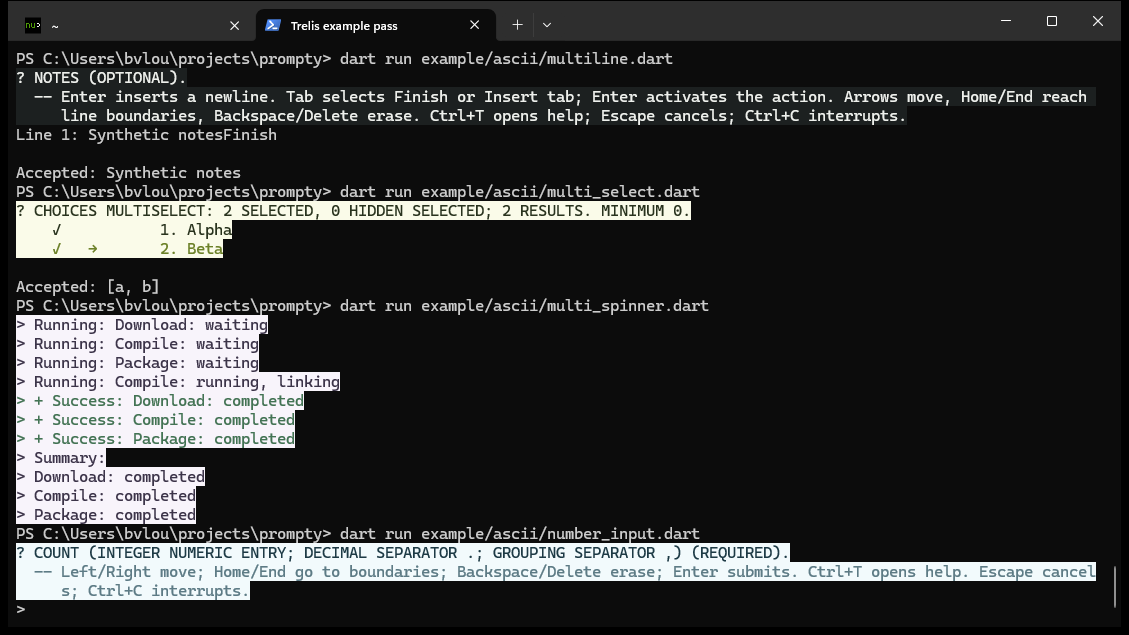 nu> ~
Trelis example pass
PS C:\Users\bvlou\projects\prompty> dart run example/ascii/multiline.dart
? NOTES (OPTIONAL).
-- Enter inserts a newline. Tab selects Finish or Insert tab; Enter activates the action. Arrows move, Home/End reach
line boundaries, Backspace/Delete erase. Ctrl+T opens help; Escape cancels; Ctrl+C interrupts.
Line 1: Synthetic notesFinish
Accepted: Synthetic notes
PS C:\Users\bvlou\projects\prompty> dart run example/ascii/multi_select.dart
? CHOICES MULTISELECT: 2 SELECTED, 0 HIDDEN SELECTED; 2 RESULTS. MINIMUM 0.
√ 1. Alpha
√ → 2. Beta
Accepted: [a, b]
PS C:\Users\bvlou\projects\prompty> dart run example/ascii/multi_spinner.dart
> Running: Download: waiting
> Running: Compile: waiting
> Running: Package: waiting
> Running: Compile: running, linking
> + Success: Download: completed
> + Success: Compile: completed
> + Success: Package: completed
> Summary:
> Download: completed
> Compile: completed
> Package: completed
PS C:\Users\bvlou\projects\prompty> dart run example/ascii/number_input.dart
? COUNT (INTEGER NUMERIC ENTRY; DECIMAL SEPARATOR .; GROUPING SEPARATOR ,) (REQUIRED).
-- Left/Right move; Home/End go to boundaries; Backspace/Delete erase; Enter submits. Ctrl+T opens help. Escape cancel
s; Ctrl+C interrupts.
>